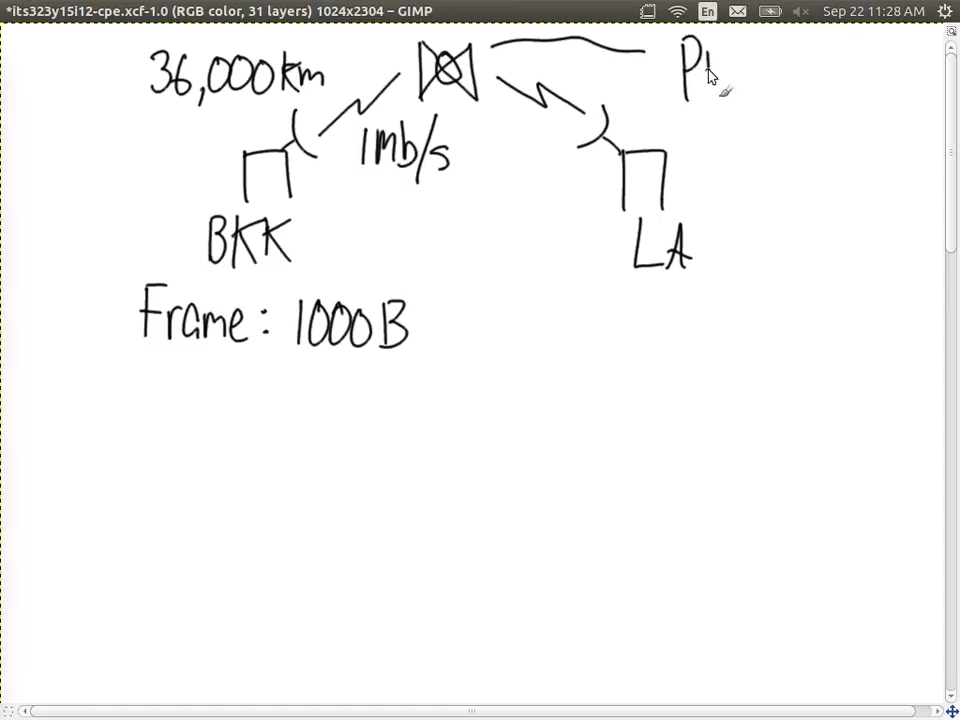 *its323y15i12-cpe.xcf-1.0 (RGB color, 31 layers) 1024x2304 – GIMP
En
Sep 22 11:28 AM
36,000km
1Mb/s
BKK
LA
Frame: 1000B